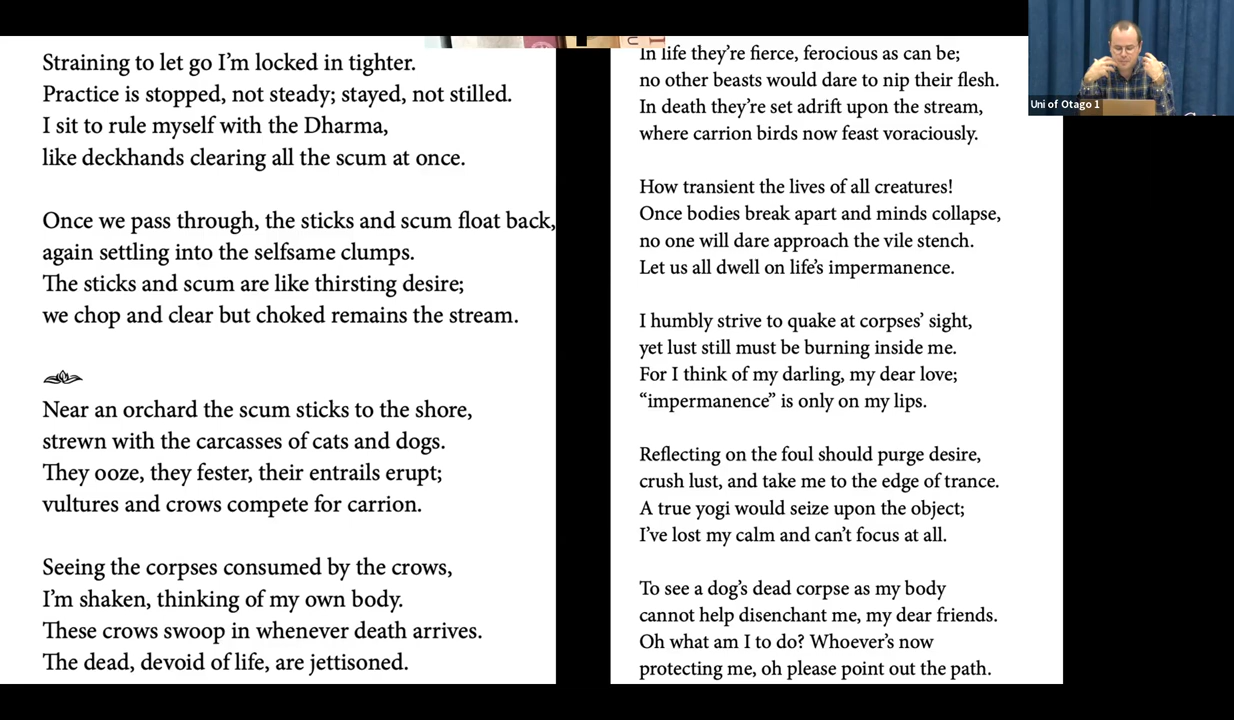 Straining to let go I'm locked in tighter.
Practice is stopped, not steady; stayed, not stilled.
I sit to rule myself with the Dharma,
like deckhands clearing all the scum at once.
Once we pass through, the sticks and scum float back,
again settling into the selfsame clumps.
The sticks and scum are like thirsting desire;
we chop and clear but choked remains the stream.
Near an orchard the scum sticks to the shore,
strewn with the carcasses of cats and dogs.
They ooze, they fester, their entrails erupt;
vultures and crows compete for carrion.
Seeing the corpses consumed by the crows,
I'm shaken, thinking of my own body.
These crows swoop in whenever death arrives.
The dead, devoid of life, are jettisoned.
In life they're fierce, ferocious as can be;
no other beasts would dare to nip their flesh.
In death they're set adrift upon the stream,
where carrion birds now feast voraciously.
How transient the lives of all creatures!
Once bodies break apart and minds collapse,
no one will dare approach the vile stench.
Let us all dwell on life's impermanence.
I humbly strive to quake at corpses' sight,
yet lust still must be burning inside me.
For I think of my darling, my dear love;
“impermanence” is only on my lips.
Reflecting on the foul should purge desire,
crush lust, and take me to the edge of trance.
A true yogi would seize upon the object;
I've lost my calm and can't focus at all.
To see a dog's dead corpse as my body
cannot help disenchant me, my dear friends.
Oh what am I to do? Whoever's now
protecting me, oh please point out the path.
Uni of Otago 1